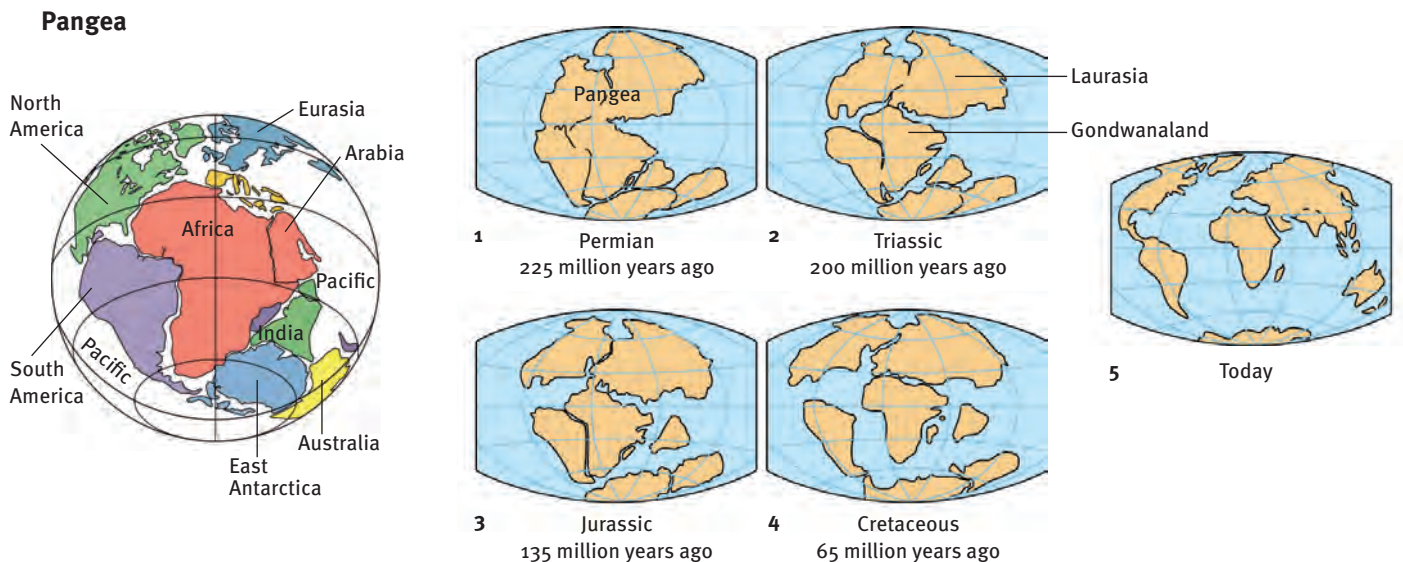 Pangea
North
America
Eurasia
Arabia
Africa
Pacific
India
Pacific
South
America
Australia
East
Antarctica
Pangea
1
Permian
225 million years ago
Laurasia
Gondwanaland
2
Triassic
200 million years ago
3
Jurassic
135 million years ago
4
Cretaceous
65 million years ago
5
Today